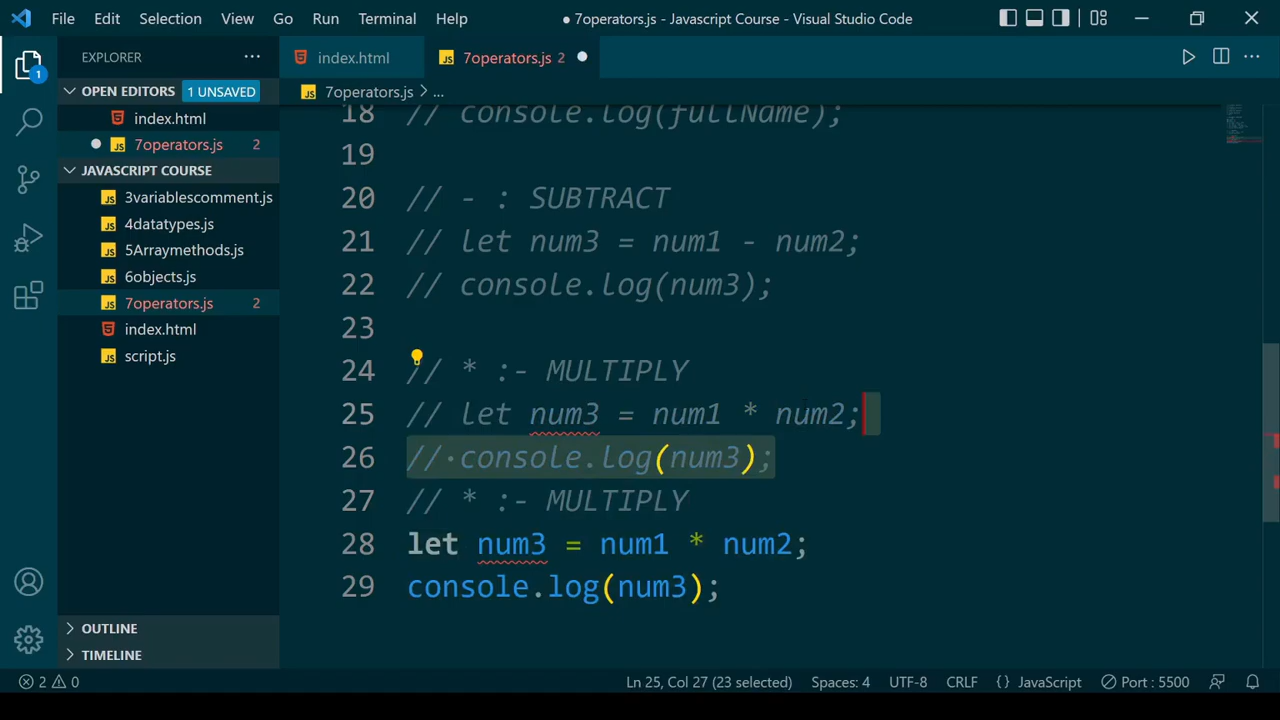 File Edit Selection View Go Run Terminal Help ● 7operators.js - Javascript Course - Visual Studio Code
EXPLORER ...
index.html 7operators.js 2
OPEN EDITORS 1 UNSAVED
7operators.js > ...
index.html
7operators.js 2
JAVASCRIPT COURSE
3variablescomment.js
4datatypes.js
5Arraymethods.js
6objects.js
7operators.js 2
index.html
script.js
OUTLINE
TIMELINE
18 // console.log(fullName);
19
20 // - : SUBTRACT
21 // let num3 = num1 - num2;
22 // console.log(num3);
23
24 // * :- MULTIPLY
25 // let num3 = num1 * num2;
26 // console.log(num3);
27 // * :- MULTIPLY
28 let num3 = num1 * num2;
29 console.log(num3);
1
2 0 Ln 25, Col 27 (23 selected) Spaces: 4 UTF-8 CRLF {} JavaScript Port : 5500